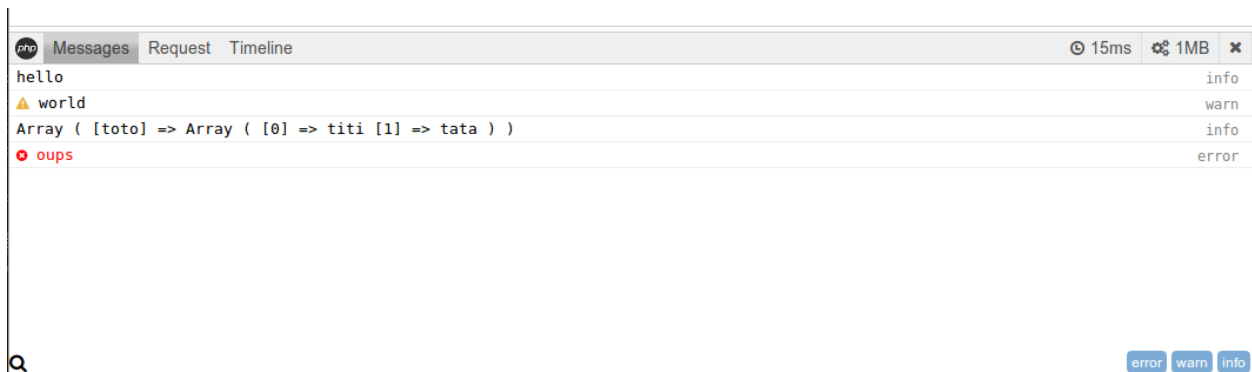 php Messages Request Timeline 15ms 1MB
hello info
world warn
Array ( [toto] => Array ( [0] => titi [1] => tata ) ) info
oups error
error warn info